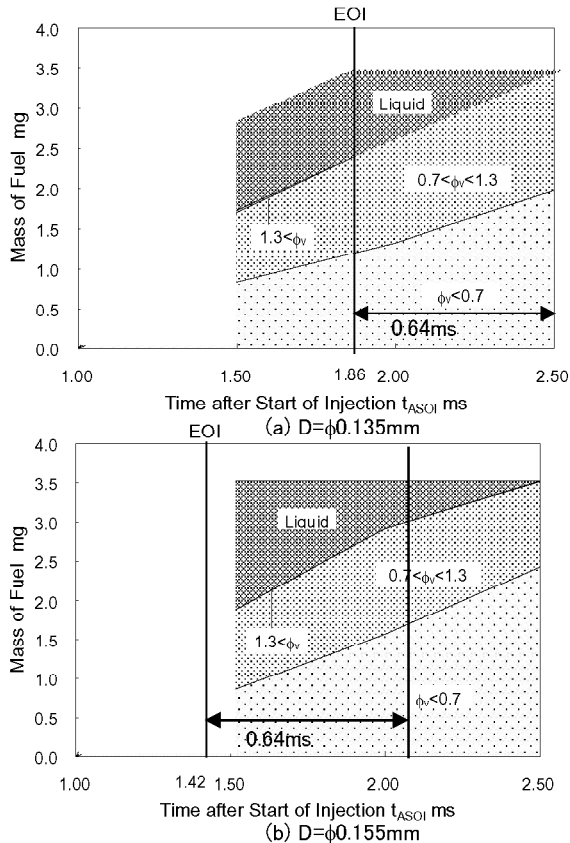 EOI
4.0
3.5
3.0
2.5
2.0
1.5
1.0
0.5
0.0
Mass of Fuel mg
Liquid
0.7<ϕv<1.3
1.3<ϕv
ϕv<0.7
0.64ms
1.00 1.50 1.86 2.00 2.50
Time after Start of Injection tASOI ms
(a) D=ϕ0.135mm
EOI
4.0
3.5
3.0
2.5
2.0
1.5
1.0
0.5
0.0
Mass of Fuel mg
Liquid
0.7<ϕv<1.3
1.3<ϕv
ϕv<0.7
0.64ms
1.00 1.42 1.50 2.00 2.50
Time after Start of Injection tASOI ms
(b) D=ϕ0.155mm